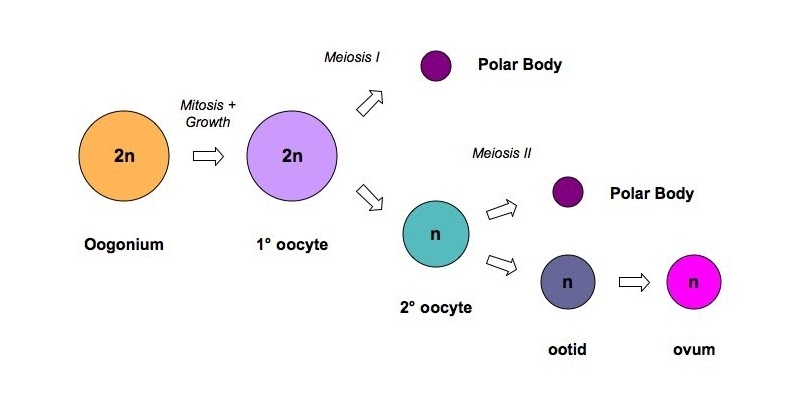 Meiosis I
Polar Body
Mitosis +
Growth
2n
2n
Meiosis II
Polar Body
Oogonium
1° oocyte
n
2° oocyte
n
n
ootid
ovum